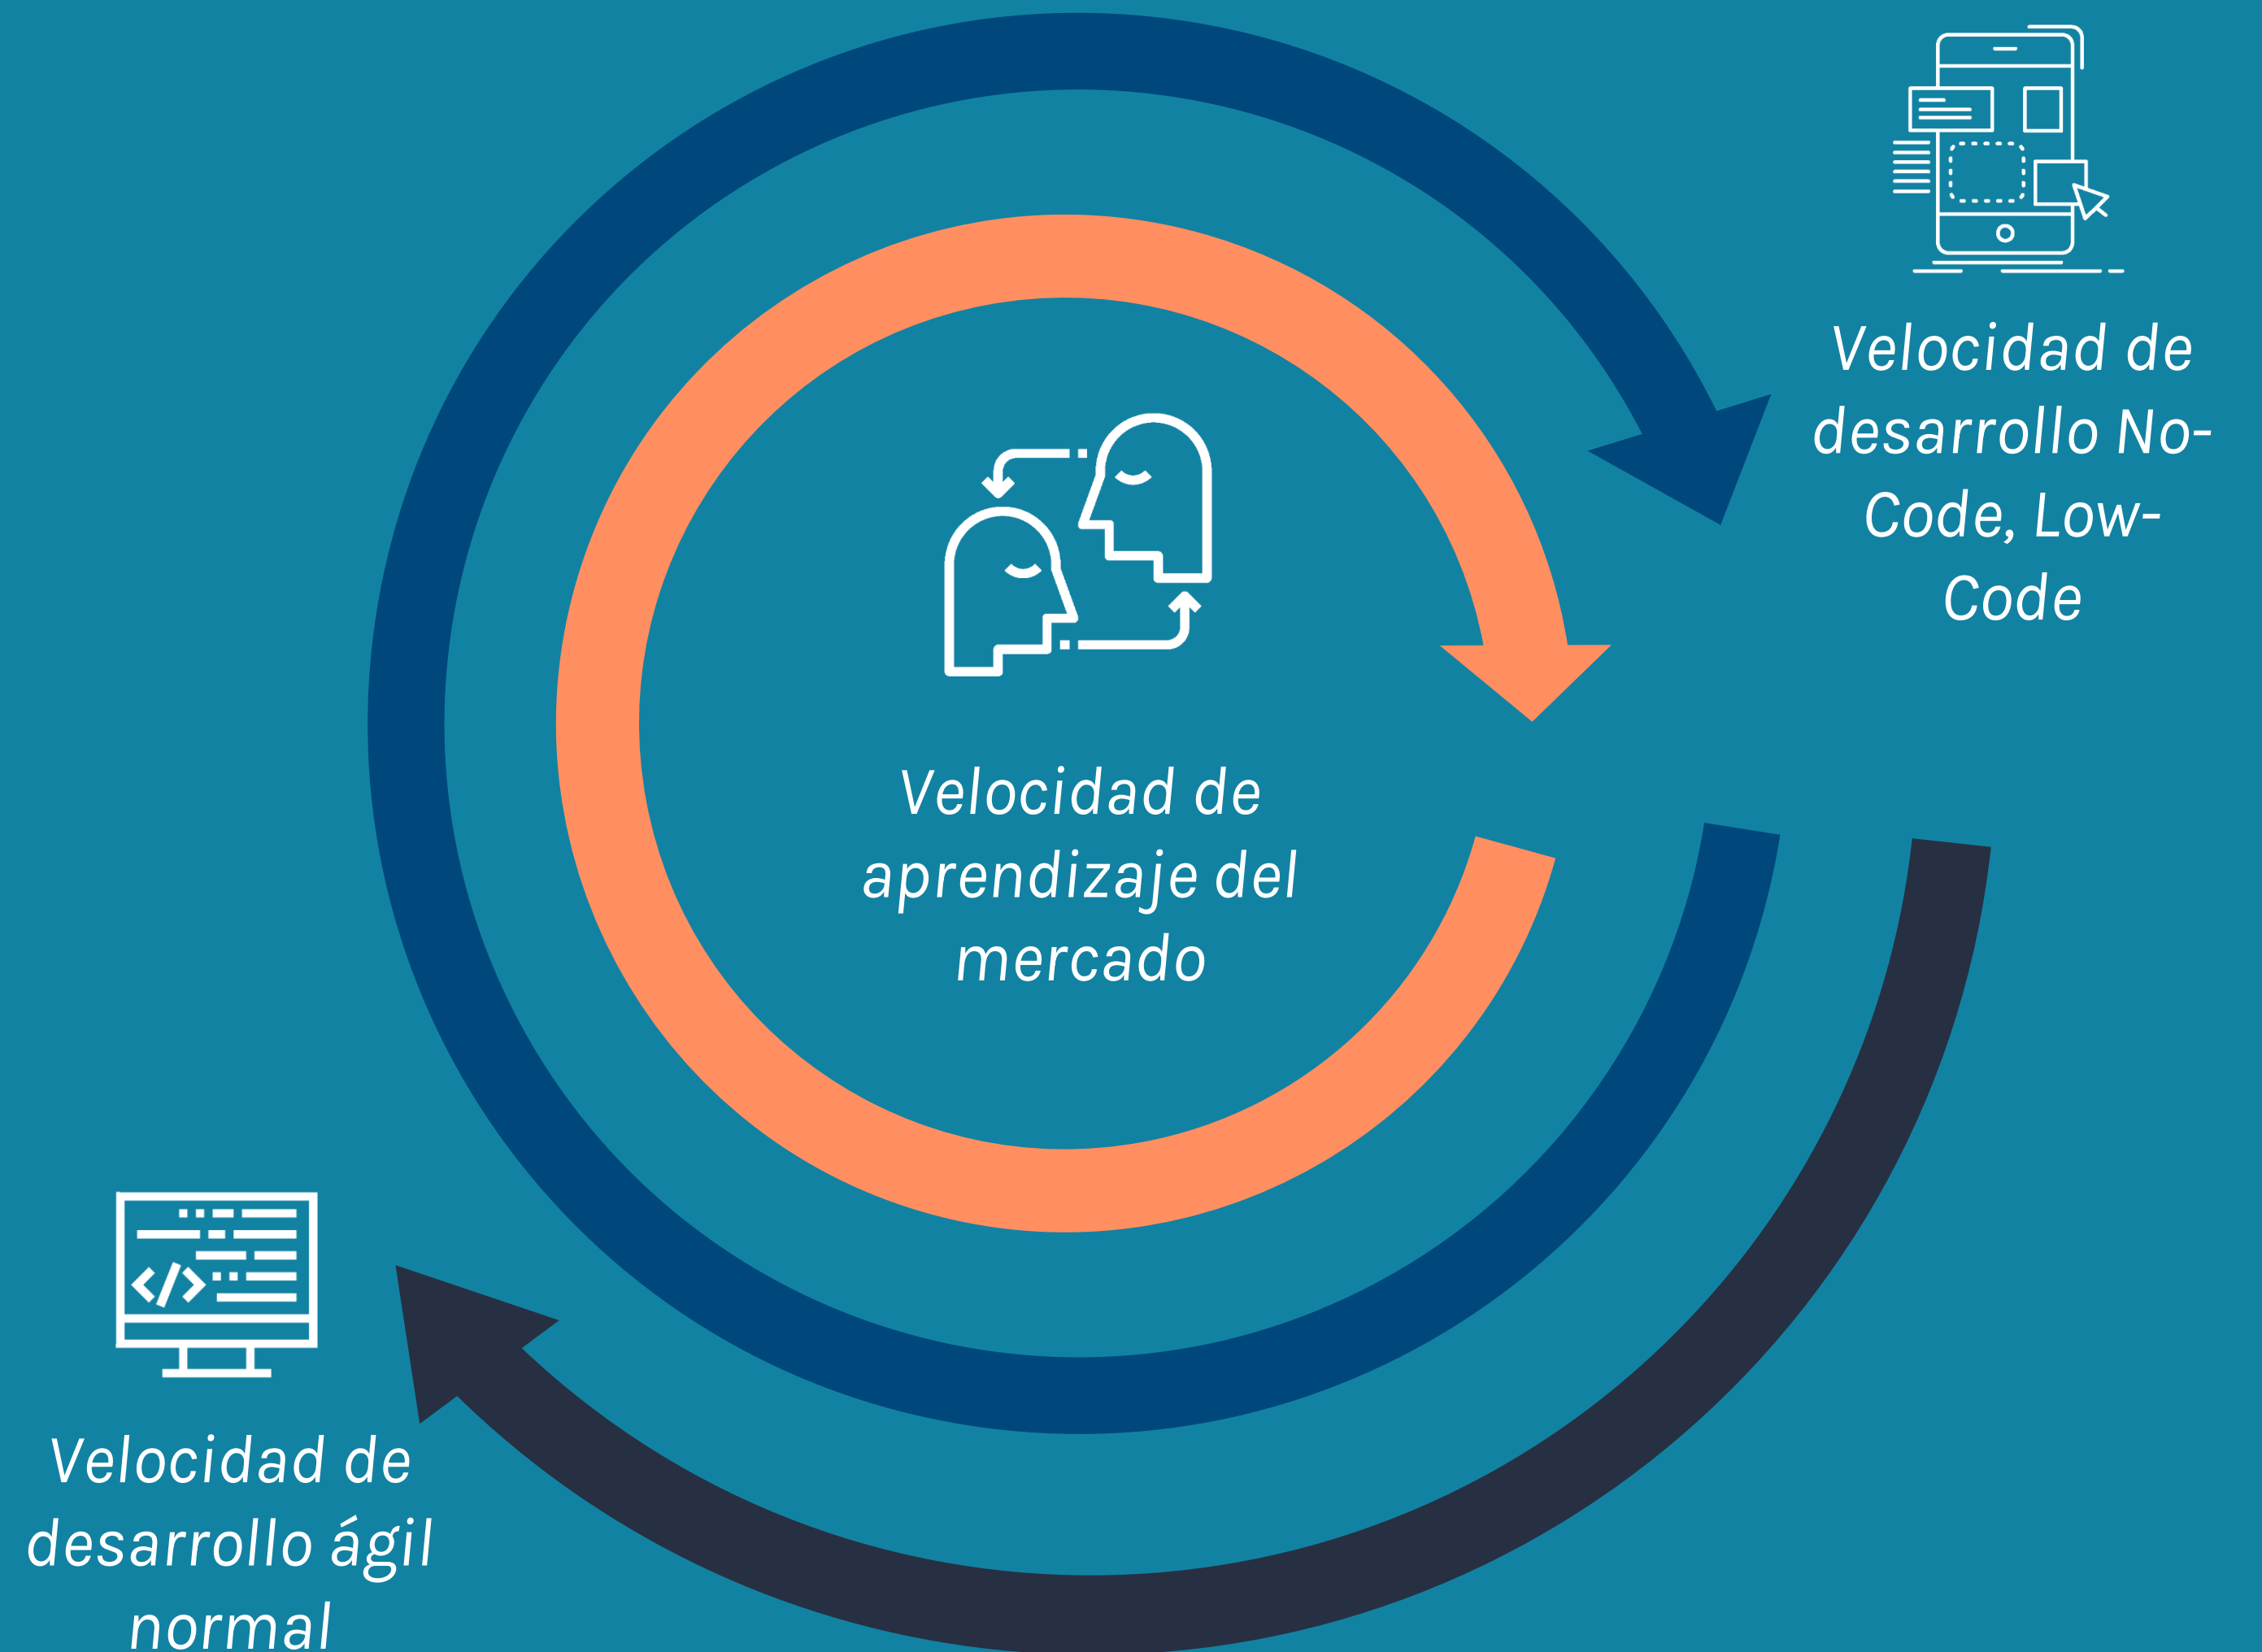 Velocidad de
desarrollo No-
Code, Low-
Code
Velocidad de
aprendizaje del
mercado
Velocidad de
desarrollo ágil
normal